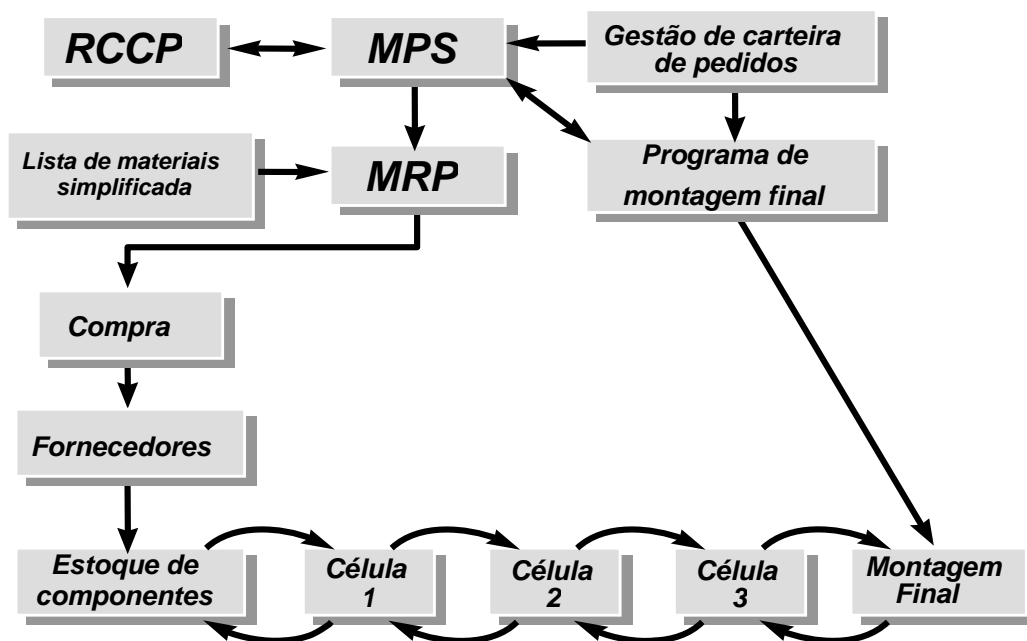 RCCP
MPS
Gestão de carteira
de pedidos
Lista de materiais
simplificada
MRP
Programa de
montagem final
Compra
Fornecedores
Estoque de
componentes
Célula
1
Célula
2
Célula
3
Montagem
Final